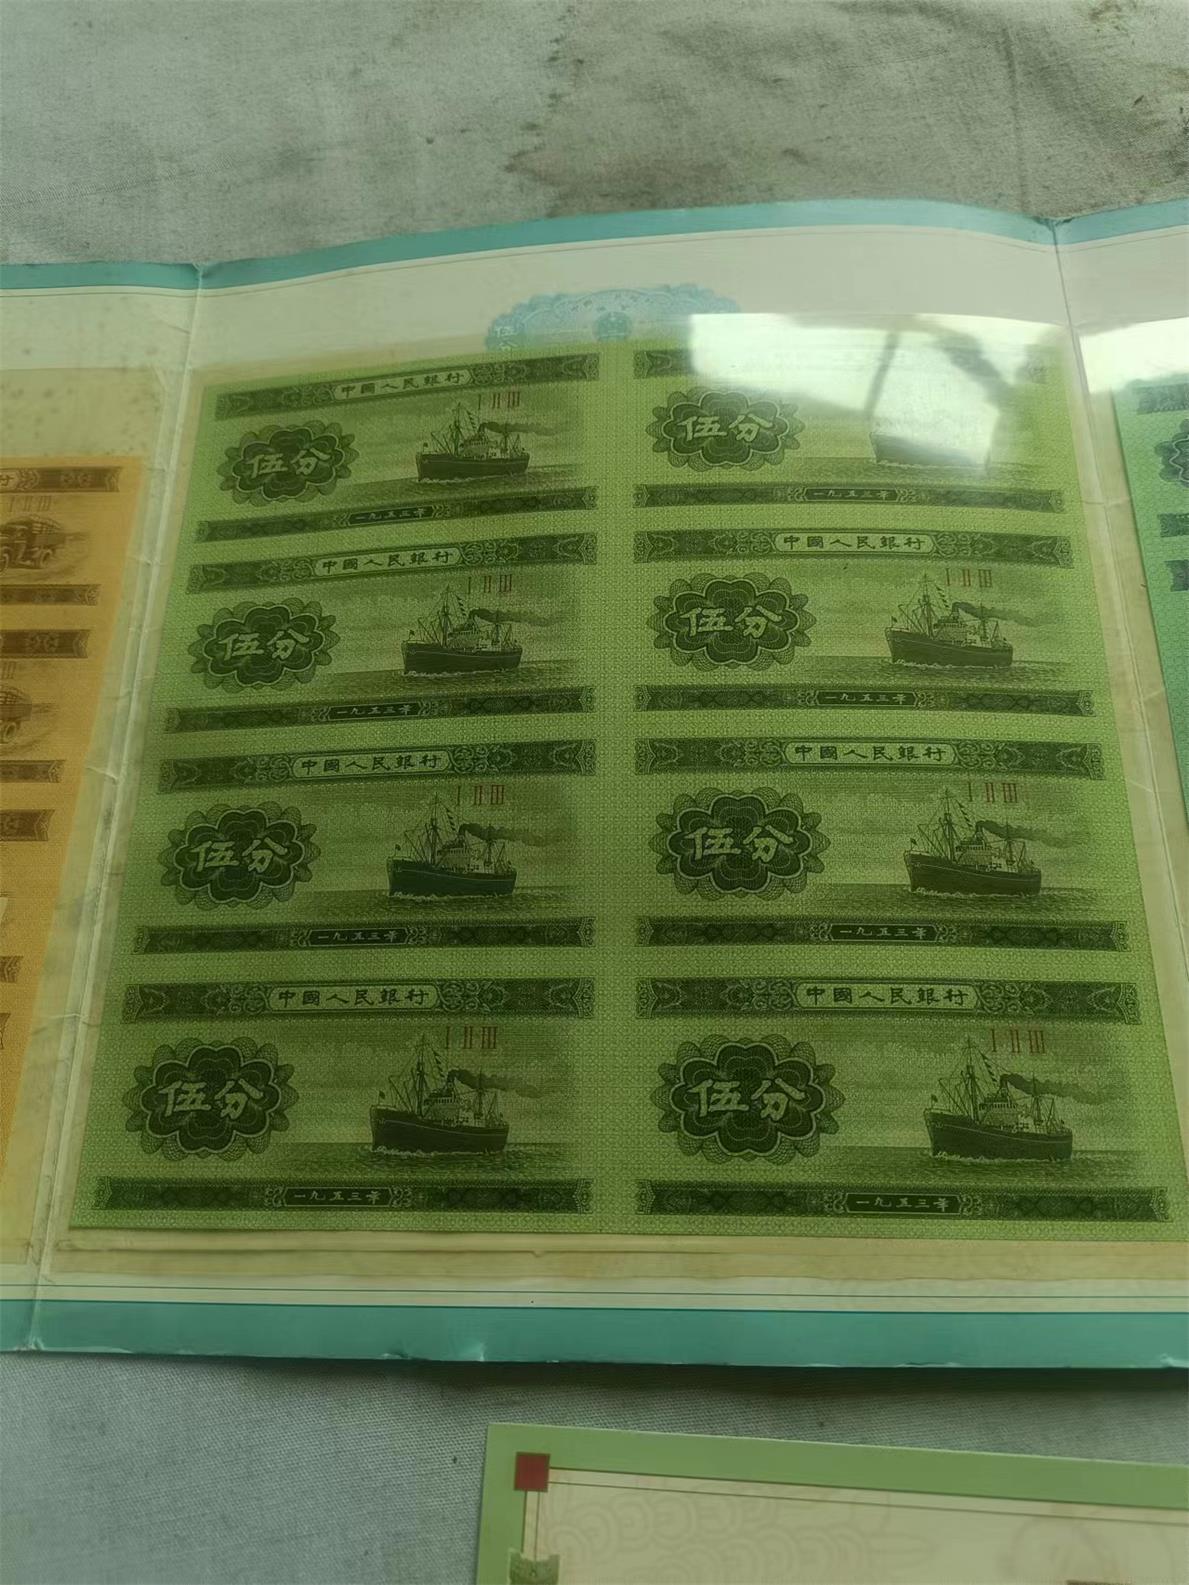 中國人民銀行
I II III
伍分
一九五三年
伍分
一九五三年
中國人民銀行
I II III
伍分
一九五三年
中國人民銀行
I II III
伍分
一九五三年
中國人民銀行
I II III
伍分
一九五三年
中國人民銀行
I II III
伍分
一九五三年
中國人民銀行
I II III
伍分
一九五三年
中國人民銀行
I II III
伍分
一九五三年